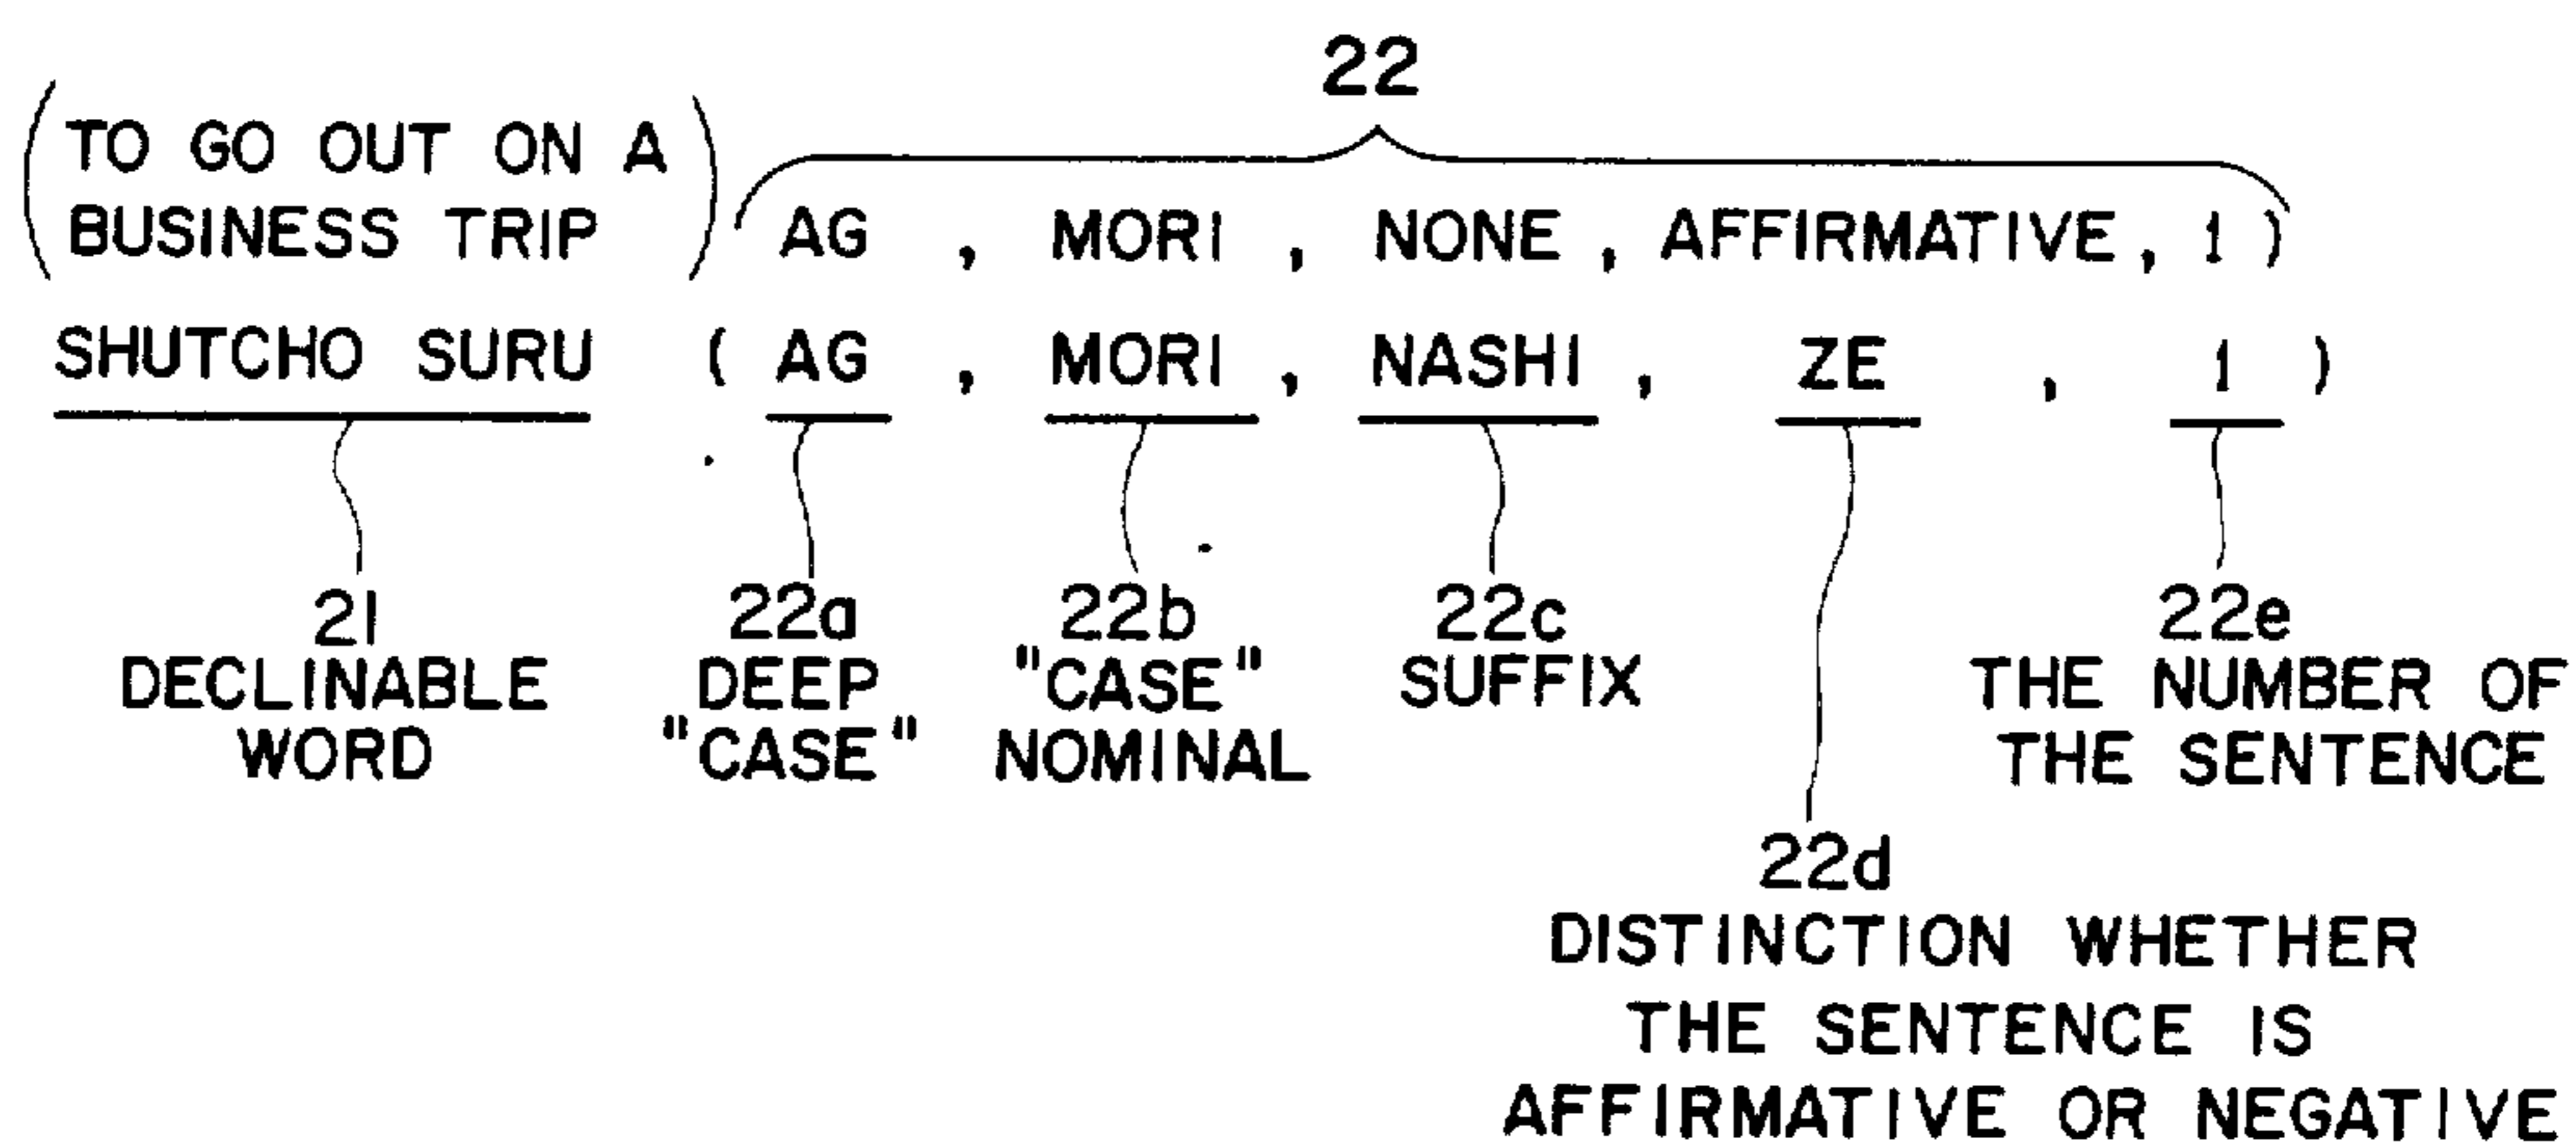 22
(TO GO OUT ON A
BUSINESS TRIP) (AG , MORI , NONE , AFFIRMATIVE , 1 )
SHUTCHO SURU ( AG , MORI , NASHI , ZE , 1 )
21 22a 22b 22c 22e
DECLINABLE DEEP "CASE" SUFFIX THE NUMBER OF
WORD "CASE" NOMINAL THE SENTENCE
22d
DISTINCTION WHETHER
THE SENTENCE IS
AFFIRMATIVE OR NEGATIVE